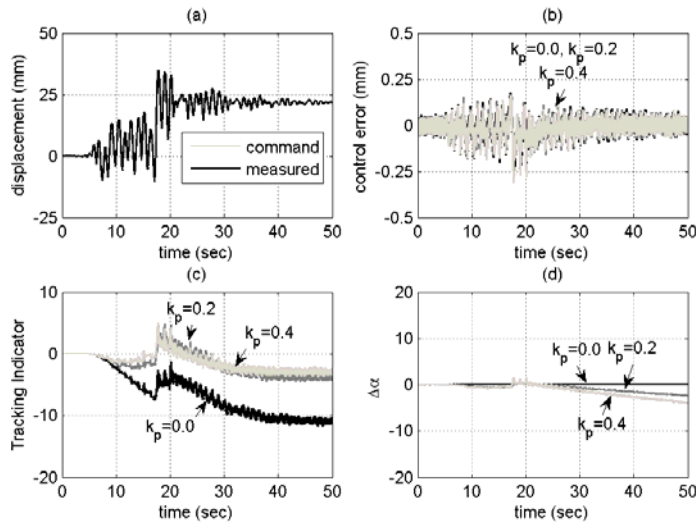 (a)
displacement (mm)
50
25
0
-25
command
measured
0 10 20 30 40 50
time (sec)
(b)
control error (mm)
0.5
0.25
0
-0.25
-0.5
kp=0.0, kp=0.2
kp=0.4
0 10 20 30 40 50
time (sec)
(c)
Tracking Indicator
10
0
-10
-20
kp=0.2
kp=0.4
kp=0.0
0 10 20 30 40 50
time (sec)
(d)
Δα
20
10
0
-10
-20
kp=0.0 kp=0.2
kp=0.4
0 10 20 30 40 50
time (sec)